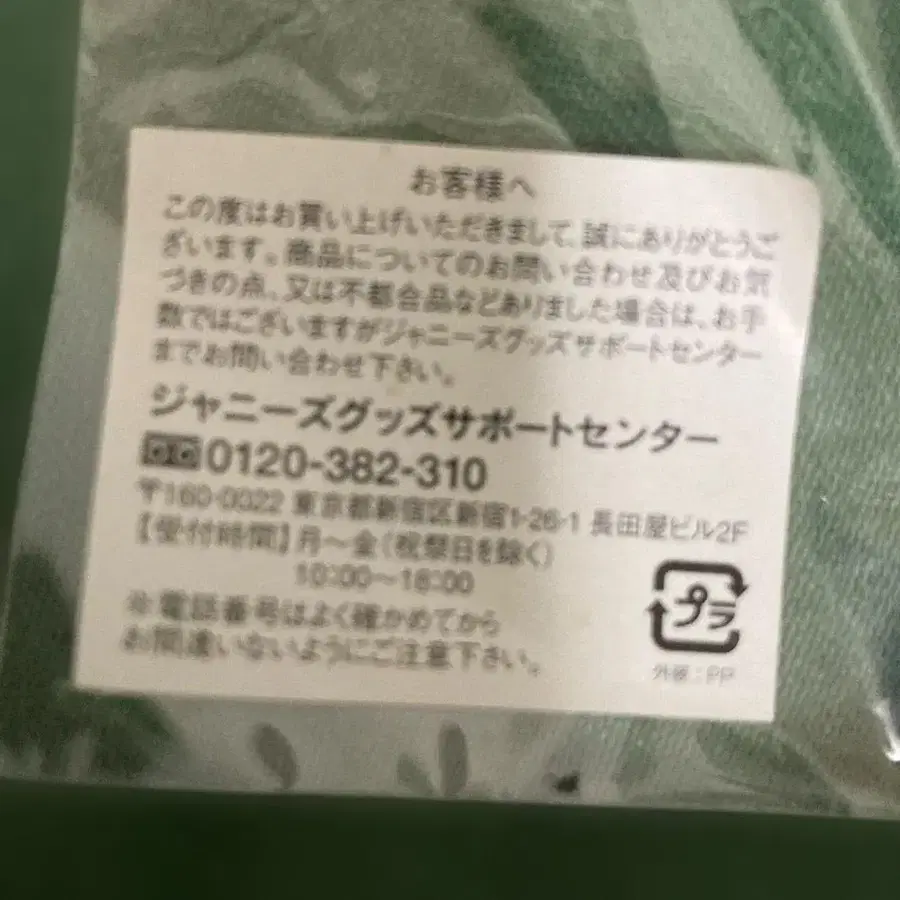 お客様へ
この度はお買い上げいただきまして、誠にありがとうご
ざいます。商品についてのお問い合わせ及びお気
づきの点、又は不都合品などありました場合は、お手
数ではございますがジャニーズグッズサポートセンター
までお問い合わせ下さい。
ジャニーズグッズサポートセンター
0120-382-310
〒160-0022 東京都新宿区新宿1-26-1 長田屋ビル2F
【受付時間】月〜金(祝祭日を除く)
10:00〜18:00
※電話番号はよく確かめてから
お間違いないようにご注意下さい。
プラ
外装:PP